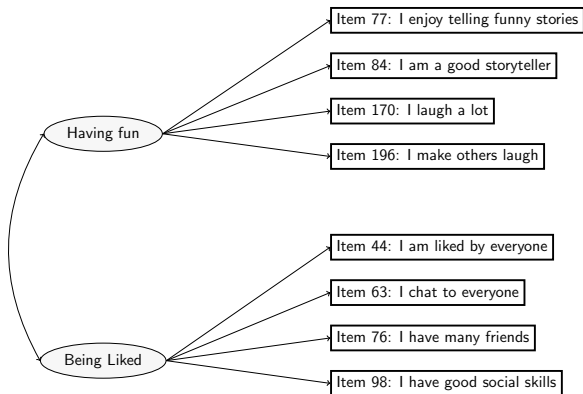 Item 77: I enjoy telling funny stories
Item 84: I am a good storyteller
Having fun
Item 170: I laugh a lot
Item 196: I make others laugh
Item 44: I am liked by everyone
Item 63: I chat to everyone
Item 76: I have many friends
Being Liked
Item 98: I have good social skills